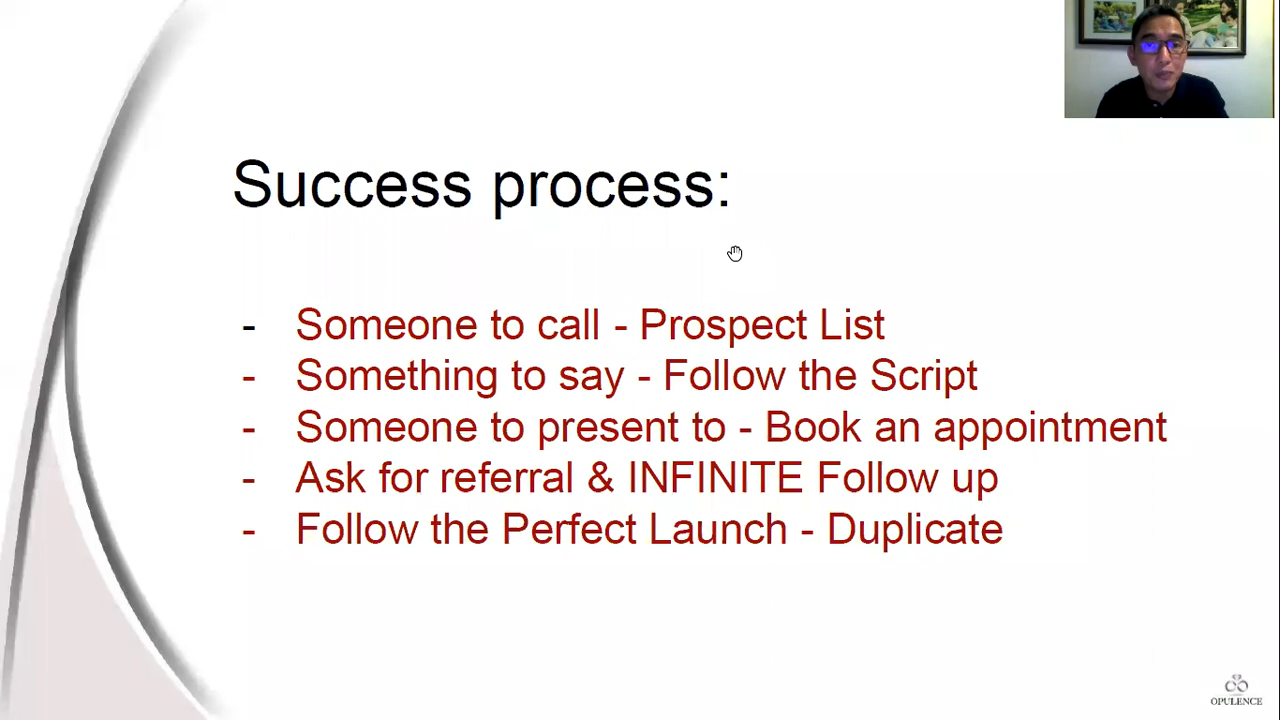 Success process:
- Someone to call - Prospect List
- Something to say - Follow the Script
- Someone to present to - Book an appointment
- Ask for referral & INFINITE Follow up
- Follow the Perfect Launch - Duplicate
OPULENCE